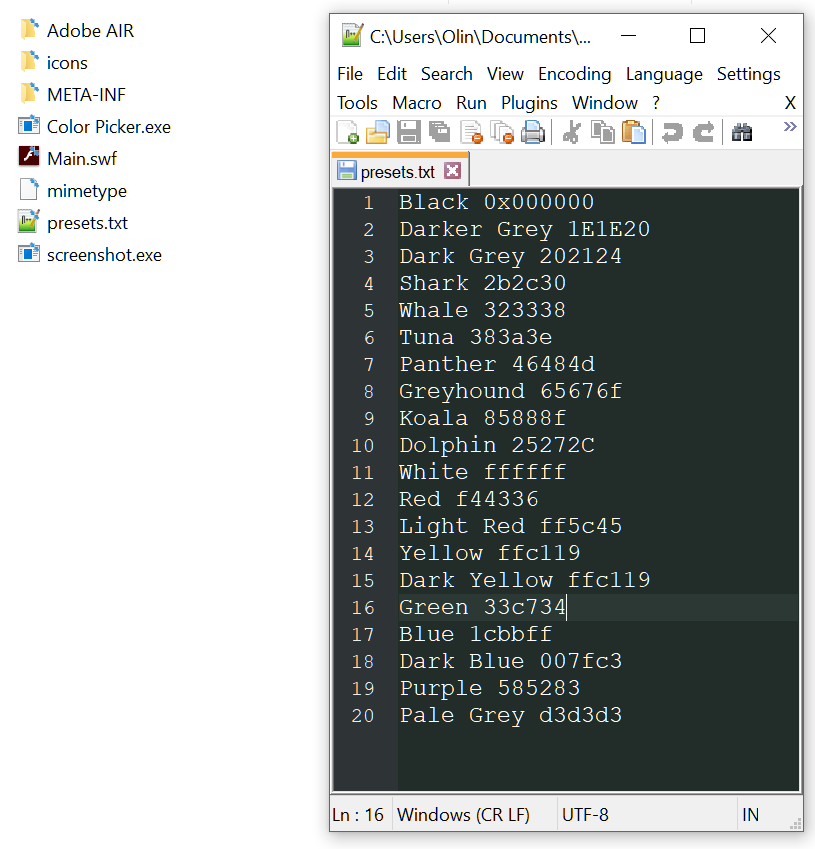 Adobe AIR
icons
META-INF
Color Picker.exe
Main.swf
mimetype
presets.txt
screenshot.exe
C:\Users\Olin\Documents\...
File Edit Search View Encoding Language Settings
Tools Macro Run Plugins Window ? X
presets.txt
1 Black 0x000000
2 Darker Grey 1E1E20
3 Dark Grey 202124
4 Shark 2b2c30
5 Whale 323338
6 Tuna 383a3e
7 Panther 46484d
8 Greyhound 65676f
9 Koala 85888f
10 Dolphin 25272C
11 White ffffff
12 Red f44336
13 Light Red ff5c45
14 Yellow ffc119
15 Dark Yellow ffc119
16 Green 33c734
17 Blue 1cbbff
18 Dark Blue 007fc3
19 Purple 585283
20 Pale Grey d3d3d3
Ln : 16 Windows (CR LF) UTF-8 IN